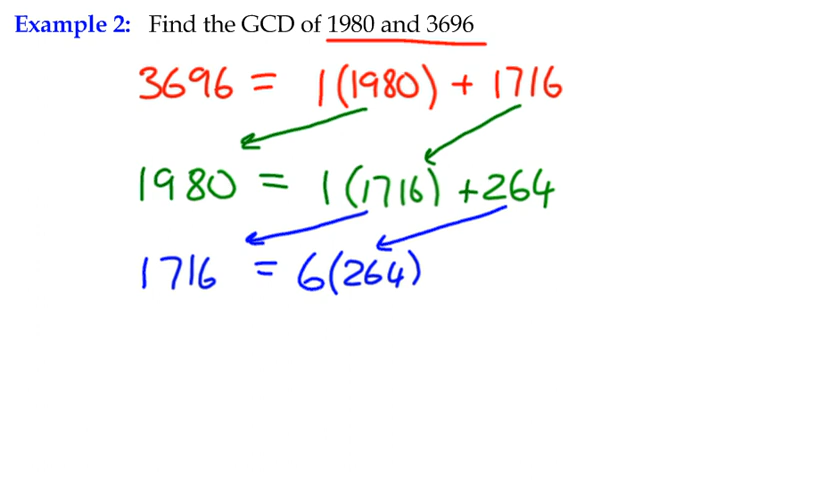 Example 2: Find the GCD of 1980 and 3696
3696 = 1(1980) + 1716
1980 = 1(1716) + 264
1716 = 6(264)